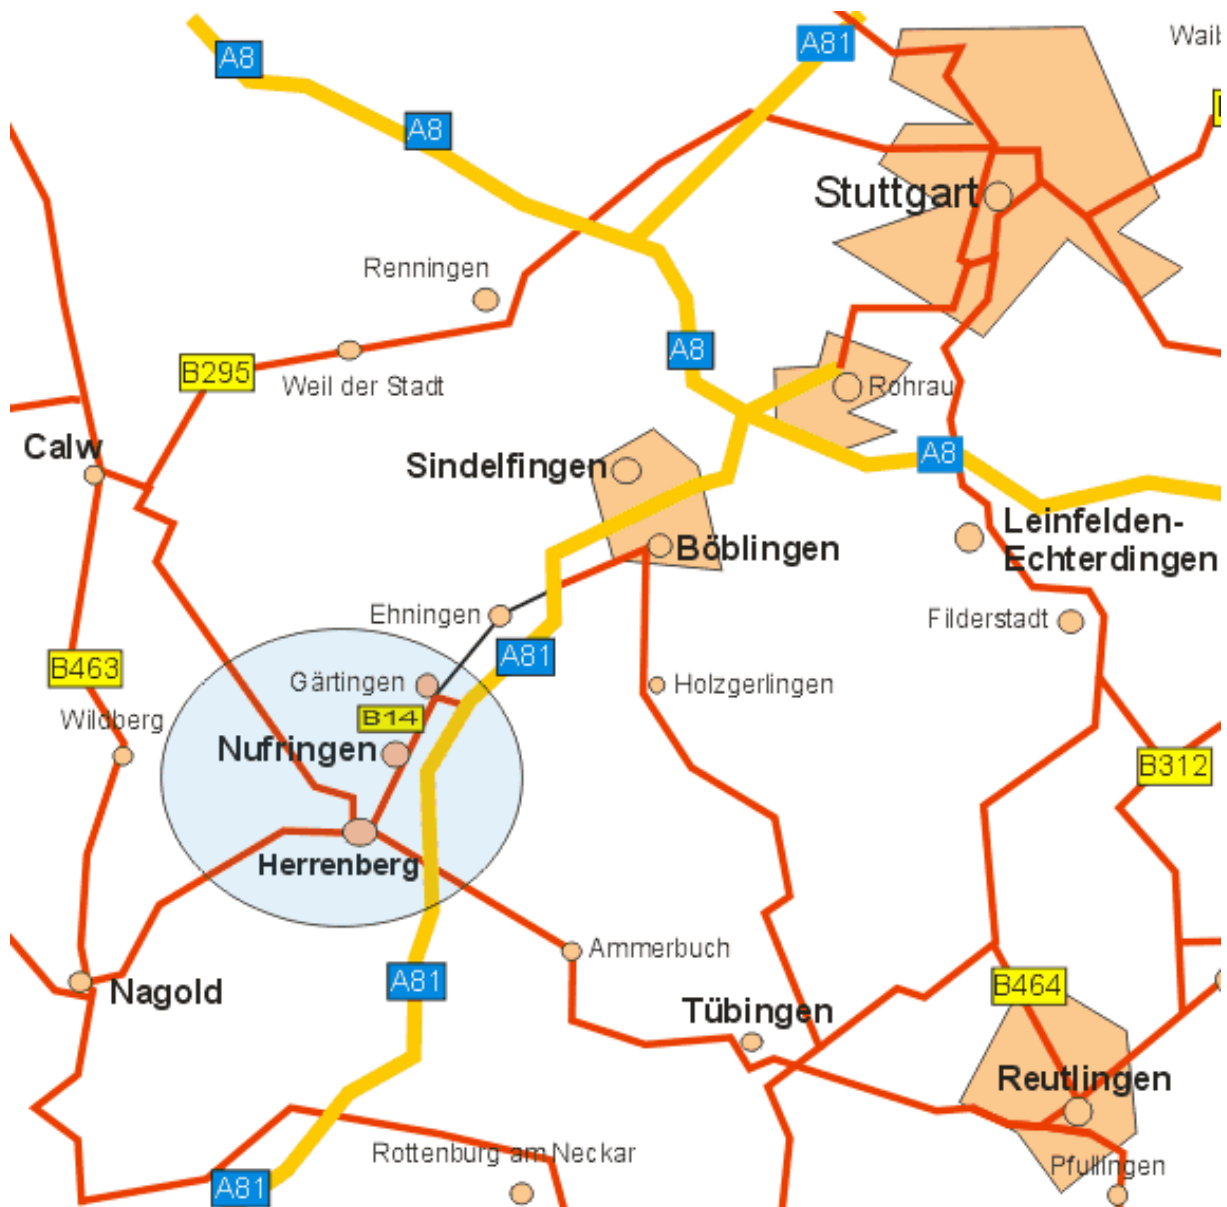 Waib
A8
A81
A8
Stuttgart
Renningen
A8
B295
Weil der Stadt
Rohrau
Calw
Sindelfingen
A8
Leinfelden-
Echterdingen
Böblingen
Ehningen
Filderstadt
A81
B463
Gärtingen
Holzgerlingen
Wildberg
B14
Nufringen
B312
Herrenberg
Ammerbuch
A81
Nagold
B464
Tübingen
Reutlingen
Rottenburg am Neckar
Pfullingen
A81